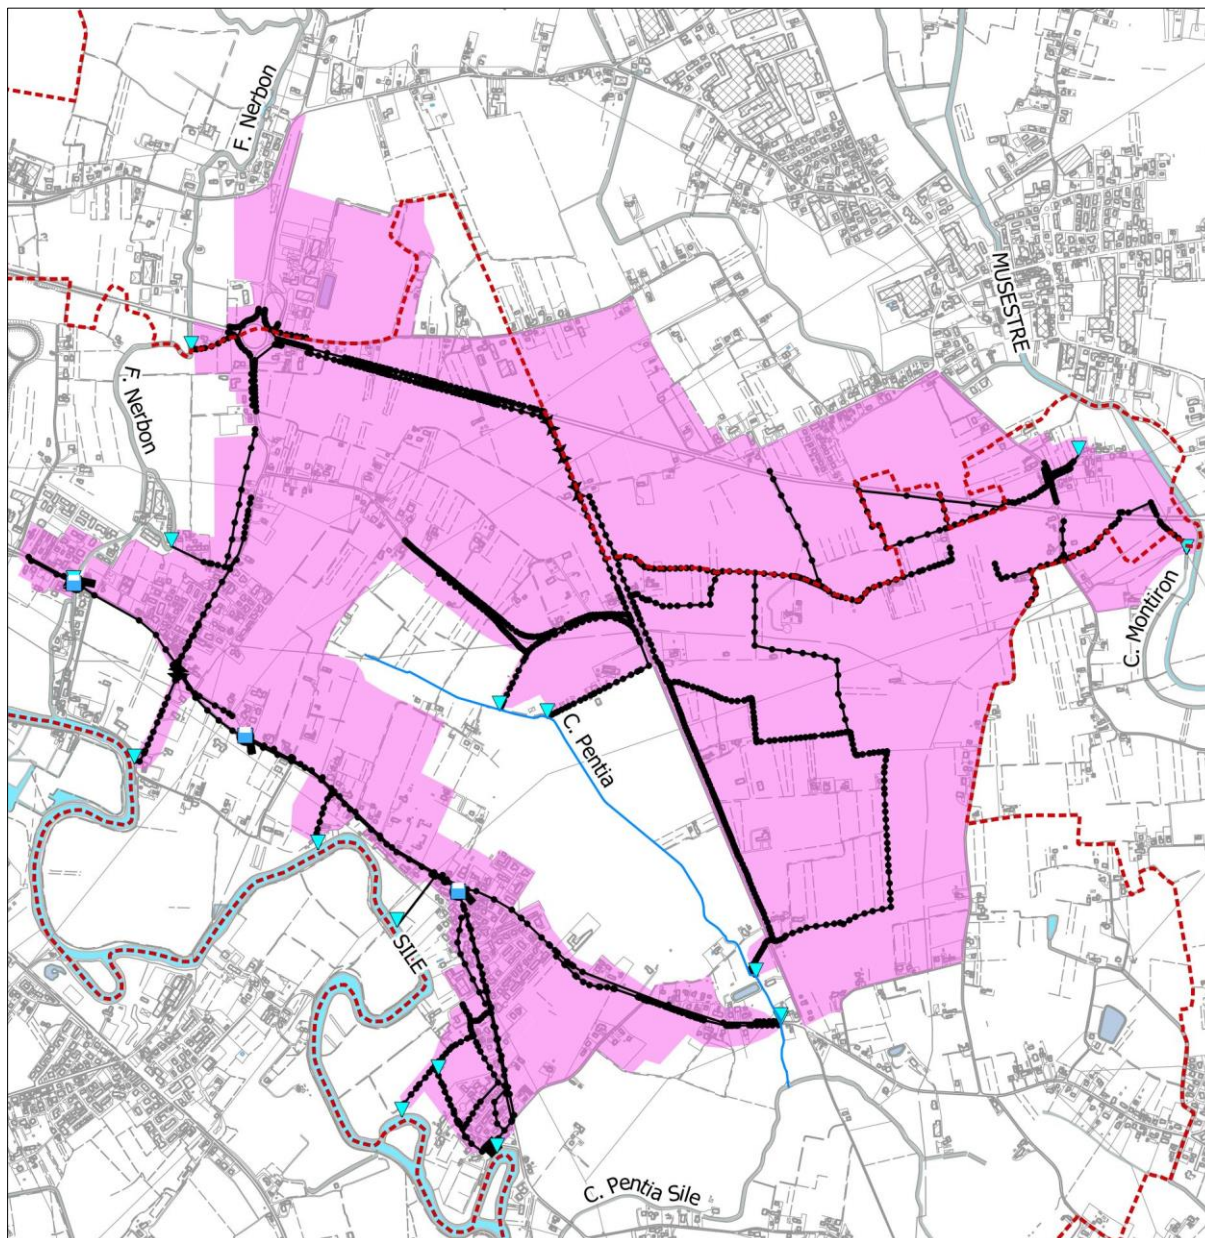 F. Nerbon
MUSESTRE
F. Nerbon
C. Montiron
C. Pentia
SILE
C. Pentia Sile